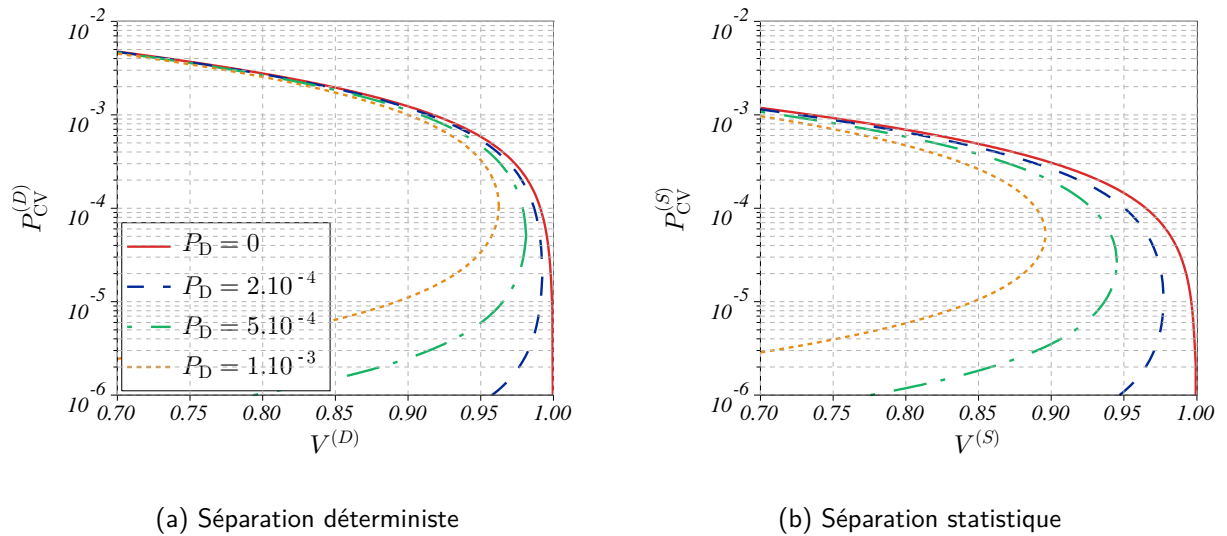 10^-2
10^-3
10^-4
10^-5
10^-6
P_CV^(D)
P_D = 0
P_D = 2.10^-4
P_D = 5.10^-4
P_D = 1.10^-3
0.70 0.75 0.80 0.85 0.90 0.95 1.00
V^(D)
(a) Séparation déterministe
10^-2
10^-3
10^-4
10^-5
10^-6
P_CV^(S)
0.70 0.75 0.80 0.85 0.90 0.95 1.00
V^(S)
(b) Séparation statistique